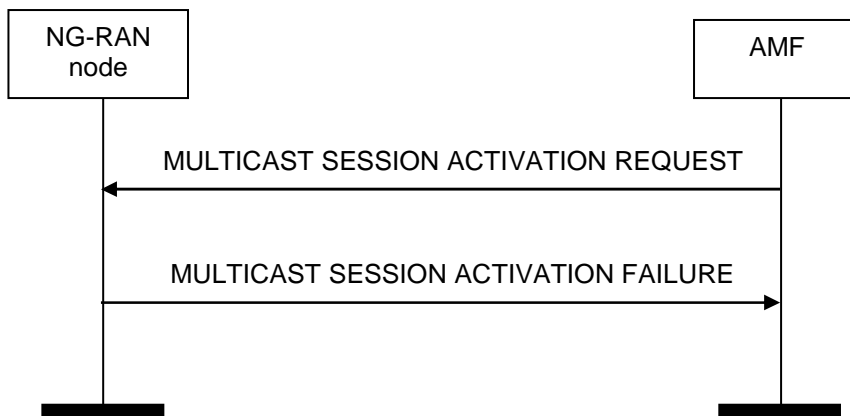 NG-RAN
node
AMF
MULTICAST SESSION ACTIVATION REQUEST
MULTICAST SESSION ACTIVATION FAILURE